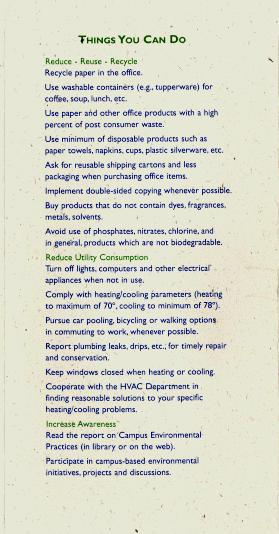 THINGS YOU CAN DO
Reduce - Reuse - Recycle
Recycle paper in the office.
Use washable containers (e.g., tupperware) for
coffee, soup, lunch, etc.
Use paper and other office products with a high
percent of post consumer waste.
Use minimum of disposable products such as
paper towels, napkins, cups, plastic silverware, etc.
Ask for reusable shipping cartons and less
packaging when purchasing office items.
Implement double-sided copying whenever possible.
Buy products that do not contain dyes, fragrances,
metals, solvents.
Avoid use of phosphates, nitrates, chlorine, and
in general, products which are not biodegradable.
Reduce Utility Consumption
Turn off lights, computers and other electrical
appliances when not in use.
Comply with heating/cooling parameters (heating
to maximum of 70°, cooling to minimum of 78°).
Pursue car pooling, bicycling or walking options
in commuting to work, whenever possible.
Report plumbing leaks, drips, etc., for timely repair
and conservation.
Keep windows closed when heating or cooling.
Cooperate with the HVAC Department in
finding reasonable solutions to your specific
heating/cooling problems.
Increase Awareness
Read the report on Campus Environmental
Practices (in library or on the web).
Participate in campus-based environmental
initiatives, projects and discussions.